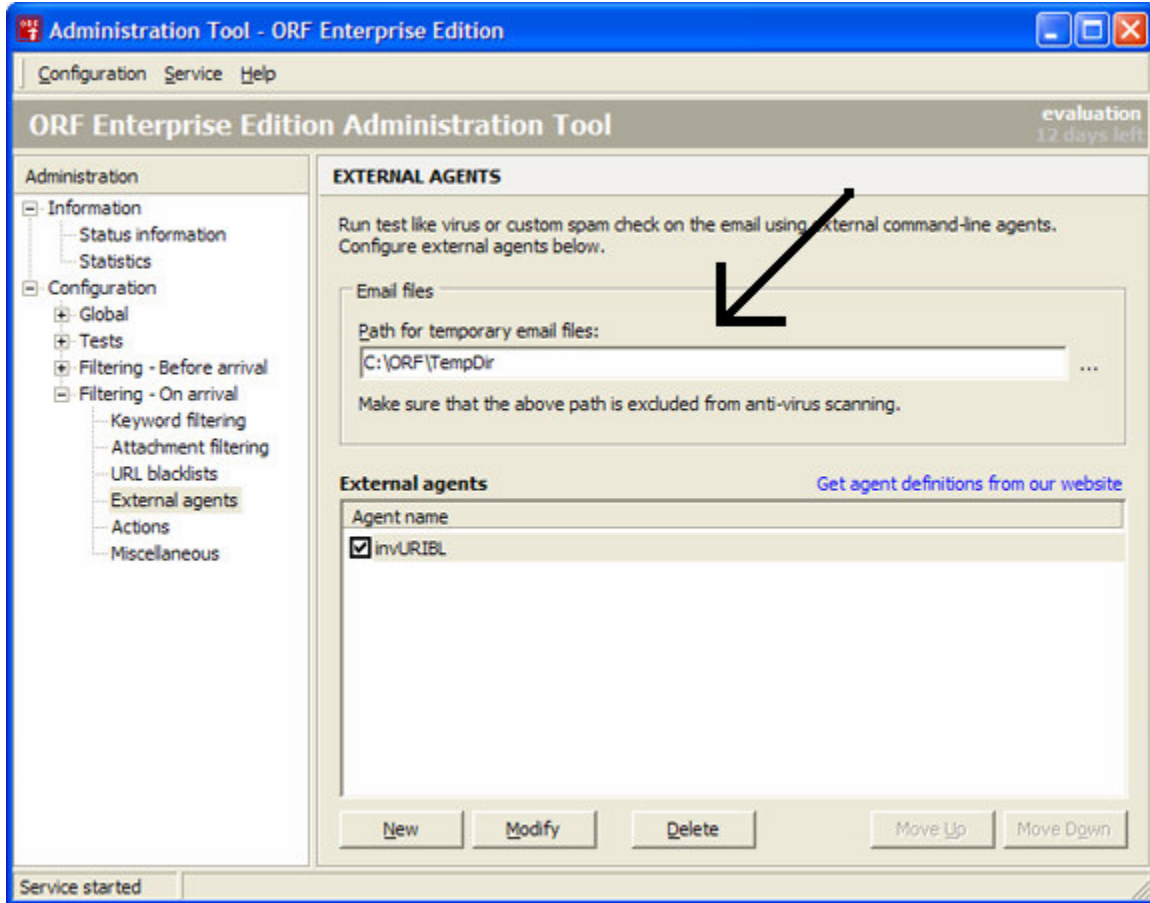 Administration Tool - ORF Enterprise Edition
Configuration Service Help
ORF Enterprise Edition Administration Tool
evaluation
12 days left
Administration
Information
Status information
Statistics
Configuration
Global
Tests
Filtering - Before arrival
Filtering - On arrival
Keyword filtering
Attachment filtering
URL blacklists
External agents
Actions
Miscellaneous
EXTERNAL AGENTS
Run test like virus or custom spam check on the email using external command-line agents.
Configure external agents below.
Email files
Path for temporary email files:
C:\ORF\TempDir
...
Make sure that the above path is excluded from anti-virus scanning.
External agents
Get agent definitions from our website
Agent name
invURIBL
New Modify Delete Move Up Move Down
Service started